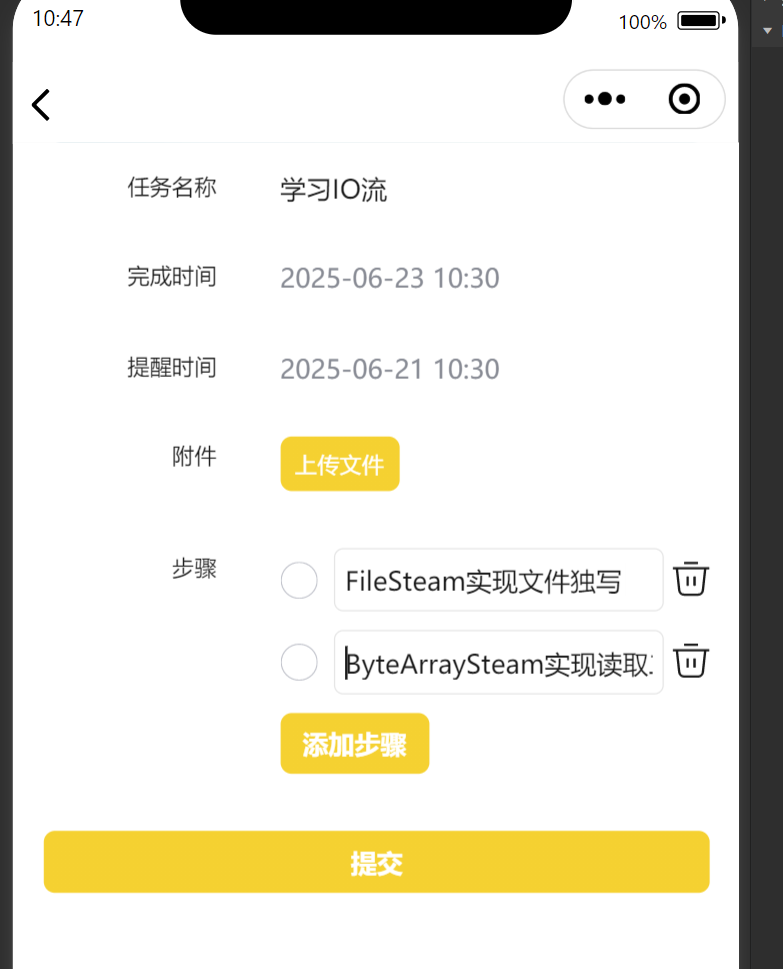 10:47
100%
任务名称 学习IO流
完成时间 2025-06-23 10:30
提醒时间 2025-06-21 10:30
附件 上传文件
步骤 FileSteam实现文件独写
ByteArraySteam实现读取
添加步骤
提交